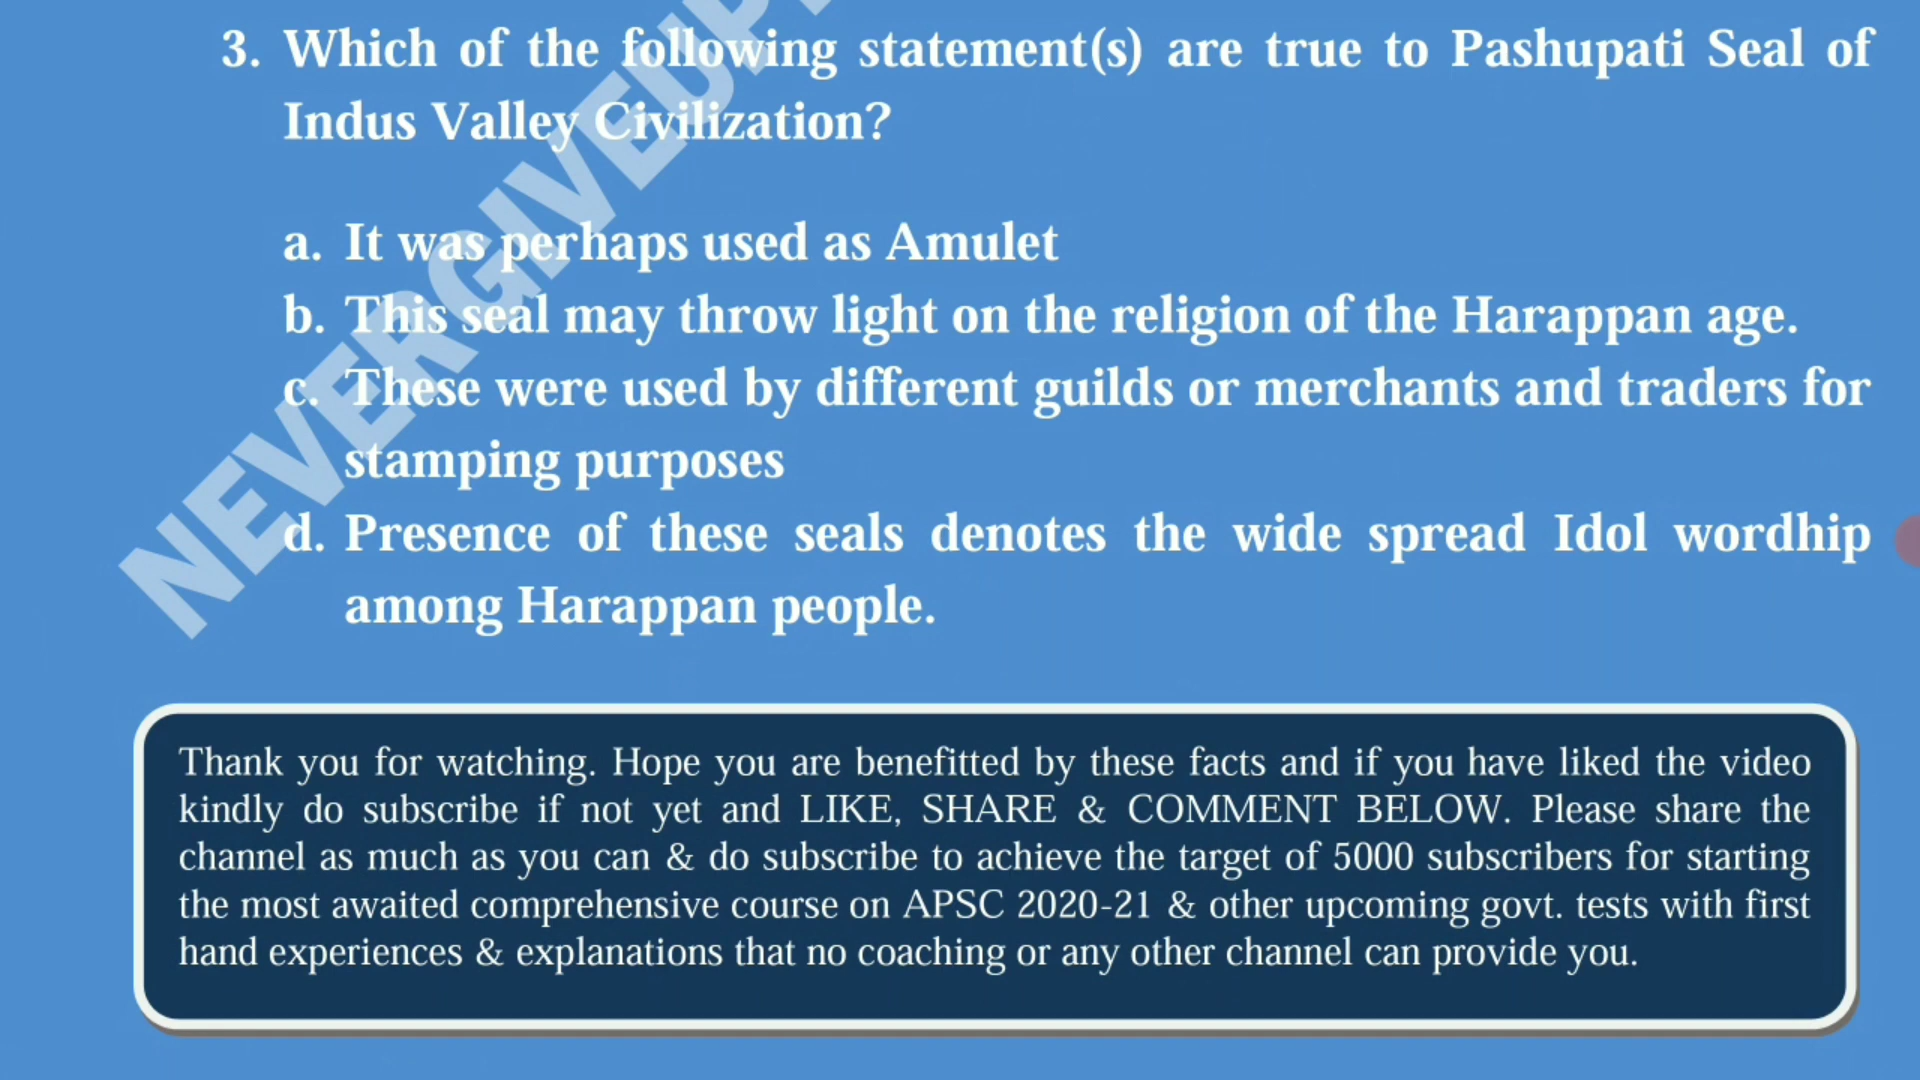 3. Which of the following statement(s) are true to Pashupati Seal of
Indus Valley Civilization?
a. It was perhaps used as Amulet
b. This seal may throw light on the religion of the Harappan age.
c. These were used by different guilds or merchants and traders for
stamping purposes
d. Presence of these seals denotes the wide spread Idol wordhip
among Harappan people.
NEVERGIVEUP
Thank you for watching. Hope you are benefitted by these facts and if you have liked the video
kindly do subscribe if not yet and LIKE, SHARE & COMMENT BELOW. Please share the
channel as much as you can & do subscribe to achieve the target of 5000 subscribers for starting
the most awaited comprehensive course on APSC 2020-21 & other upcoming govt. tests with first
hand experiences & explanations that no coaching or any other channel can provide you.